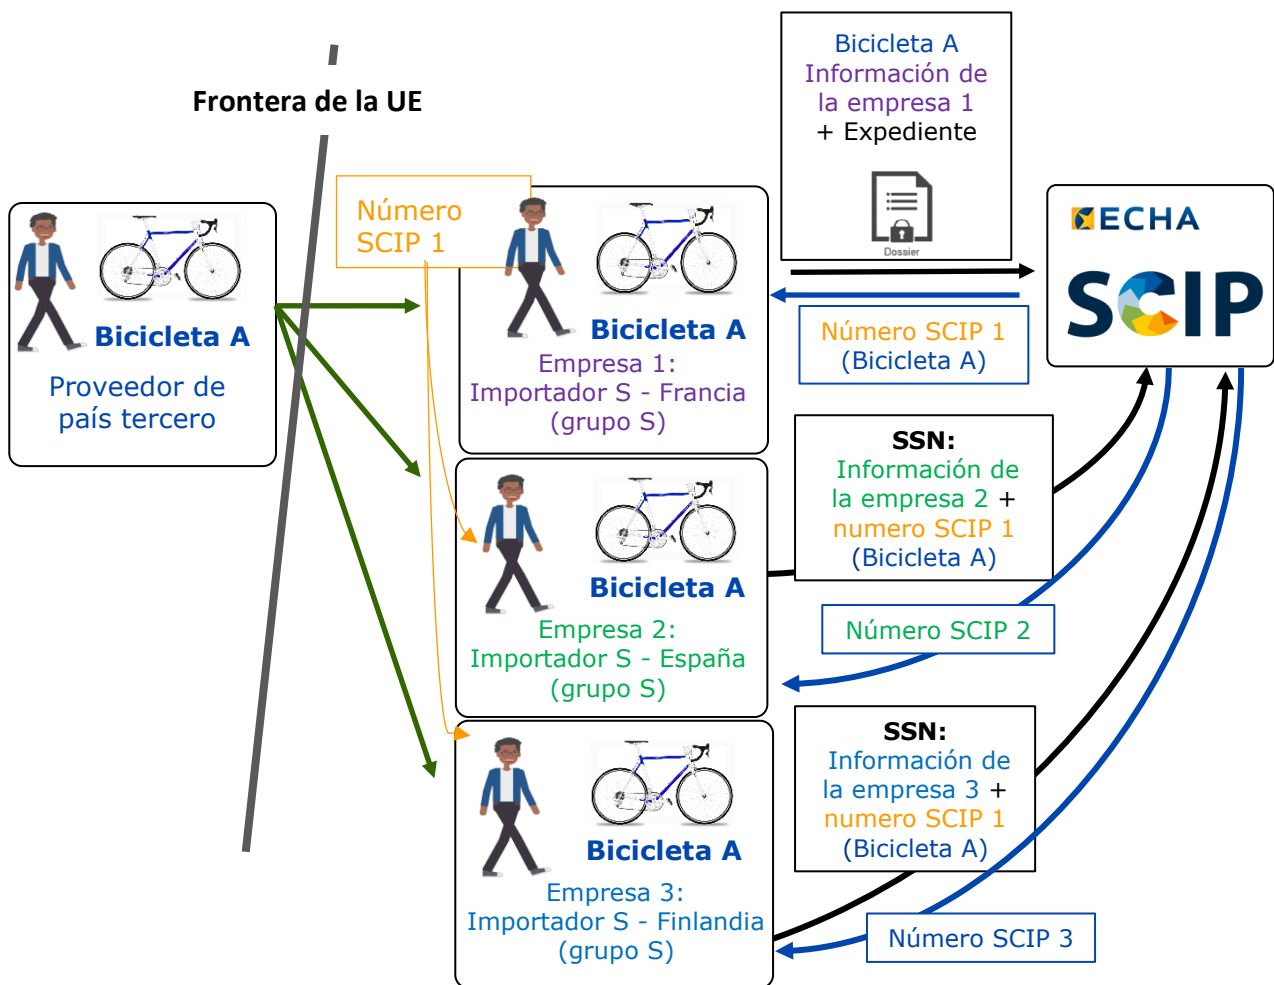 Frontera de la UE
Bicicleta A
Proveedor de
país tercero
Número
SCIP 1
Bicicleta A
Empresa 1:
Importador S - Francia
(grupo S)
Bicicleta A
Información de
la empresa 1
+ Expediente
Dossier
ECHA
SCIP
Número SCIP 1
(Bicicleta A)
Bicicleta A
Empresa 2:
Importador S - España
(grupo S)
SSN:
Información de
la empresa 2 +
numero SCIP 1
(Bicicleta A)
Número SCIP 2
Bicicleta A
Empresa 3:
Importador S - Finlandia
(grupo S)
SSN:
Información de
la empresa 3 +
numero SCIP 1
(Bicicleta A)
Número SCIP 3